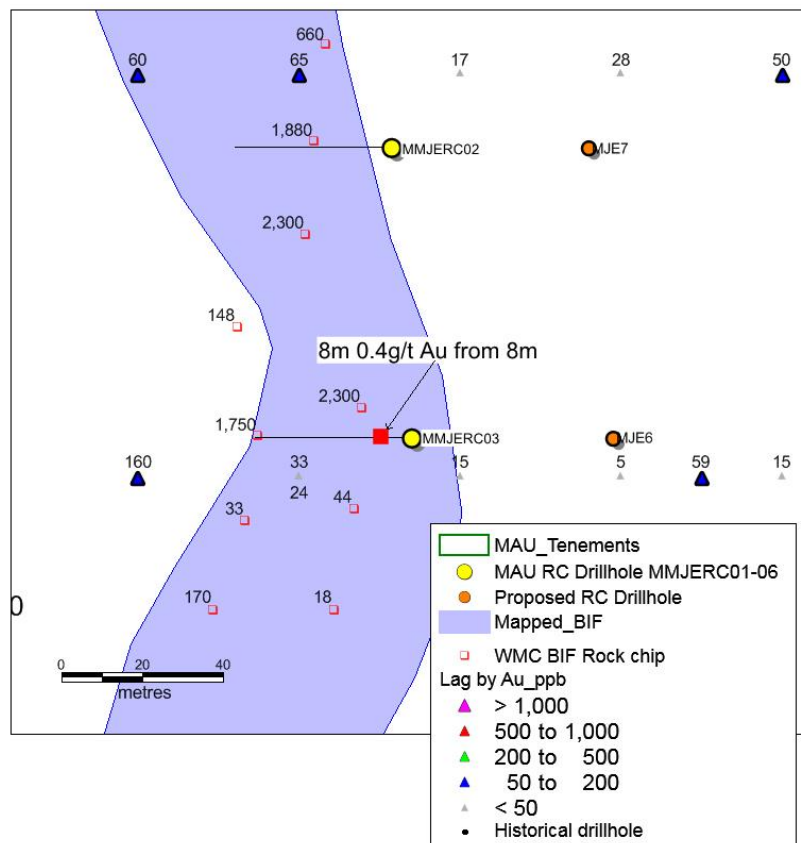 660
60 65 17 28 50
1,880
MMJERC02 MJE7
2,300
148
8m 0.4g/t Au from 8m
2,300
1,750
MMJERC03 MJE6
160 33 15 5 59 15
24
44
33
170 18
0
0 20 40
metres
MAU_Tenements
MAU RC Drillhole MMJERC01-06
Proposed RC Drillhole
Mapped_BIF
WMC BIF Rock chip
Lag by Au_ppb
> 1,000
500 to 1,000
200 to 500
50 to 200
< 50
Historical drillhole